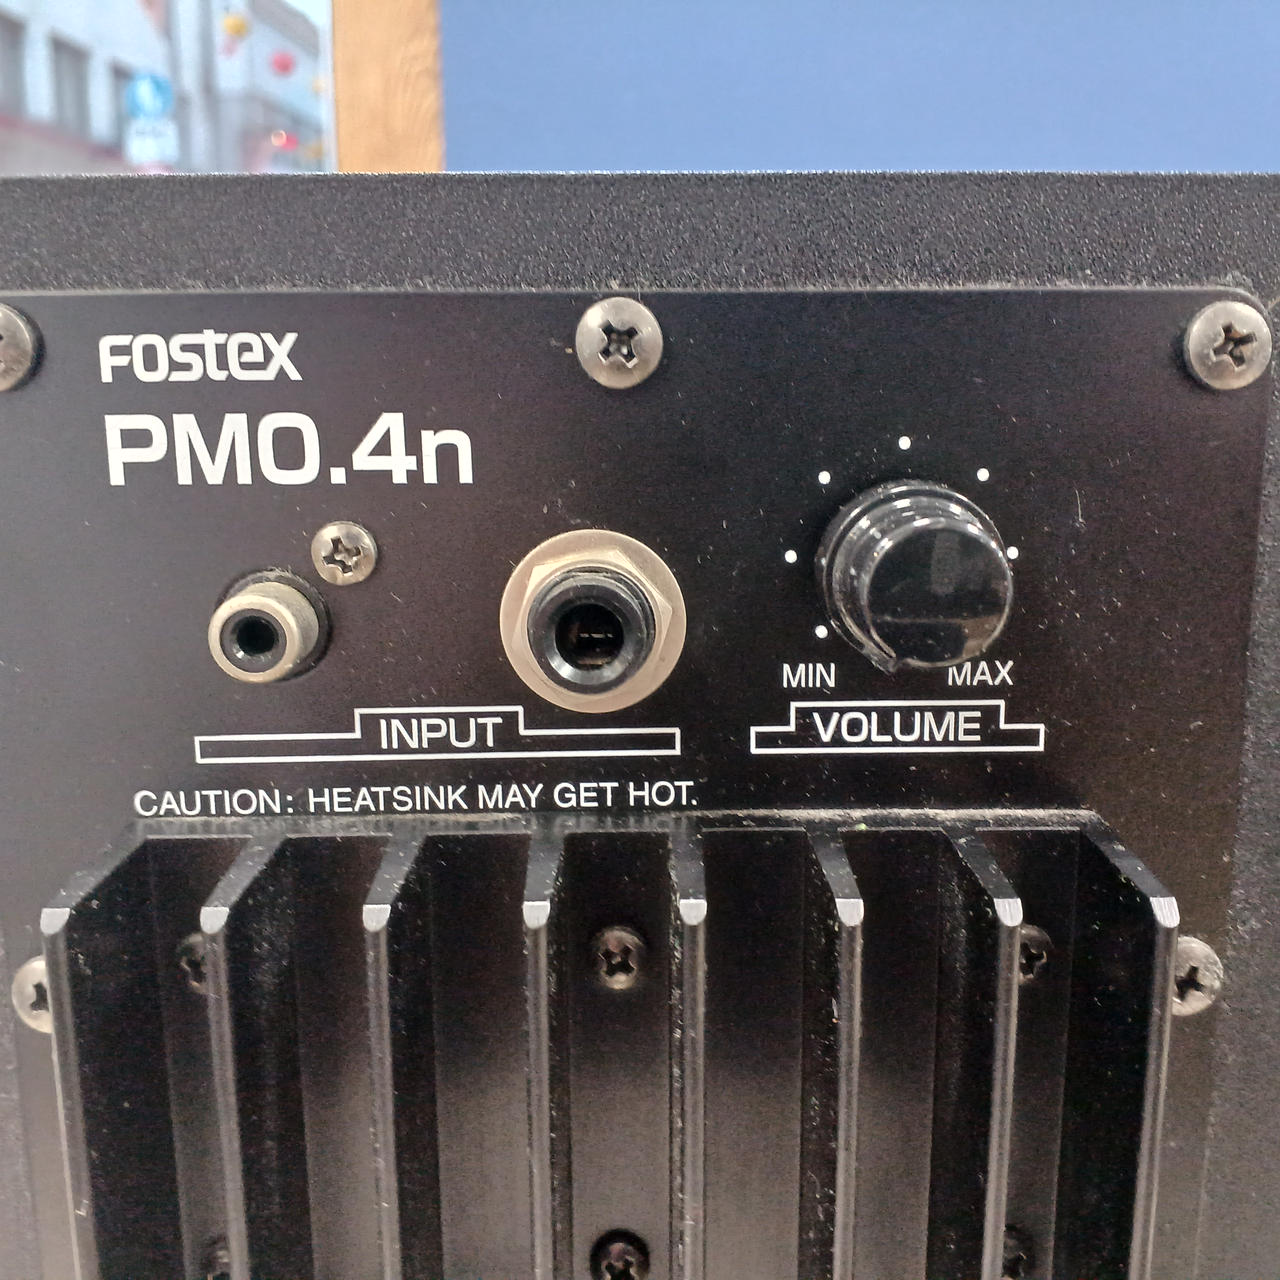 FOSTEX
PM0.4n
MIN MAX
INPUT
VOLUME
CAUTION: HEATSINK MAY GET HOT.